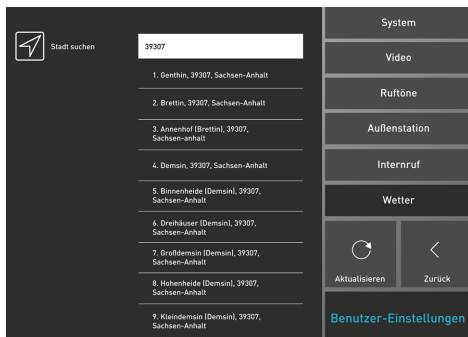 Stadt suchen
39307
1. Genthin, 39307, Sachsen-Anhalt
2. Brettin, 39307, Sachsen-Anhalt
3. Annenhof (Brettin), 39307,
Sachsen-anhalt
4. Demsin, 39307, Sachsen-Anhalt
5. Binnenheide (Demsin), 39307,
Sachsen-Anhalt
6. Dreihäuser (Demsin), 39307,
Sachsen-Anhalt
7. Großdemsin (Demsin), 39307,
Sachsen-Anhalt
8. Hohenheide (Demsin), 39307,
Sachsen-Anhalt
9. Kleindemsin (Demsin), 39307,
Sachsen-Anhalt
System
Video
Ruftöne
Außenstation
Internruf
Wetter
Aktualisieren
Zurück
Benutzer-Einstellungen